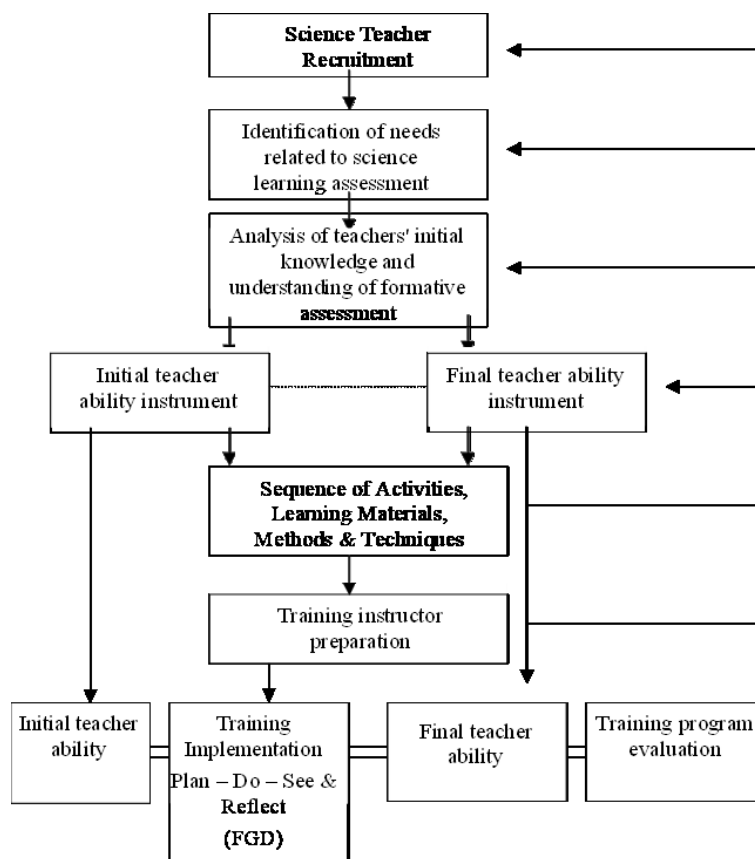 Science Teacher
Recruitment
Identification of needs
related to science
learning assessment
Analysis of teachers' initial
knowledge and
understanding of formative
assessment
Initial teacher
ability instrument
Final teacher ability
instrument
Sequence of Activities,
Learning Materials,
Methods & Techniques
Training instructor
preparation
Initial teacher
ability
Training
Implementation
Plan – Do – See &
Reflect
(FGD)
Final teacher
ability
Training program
evaluation